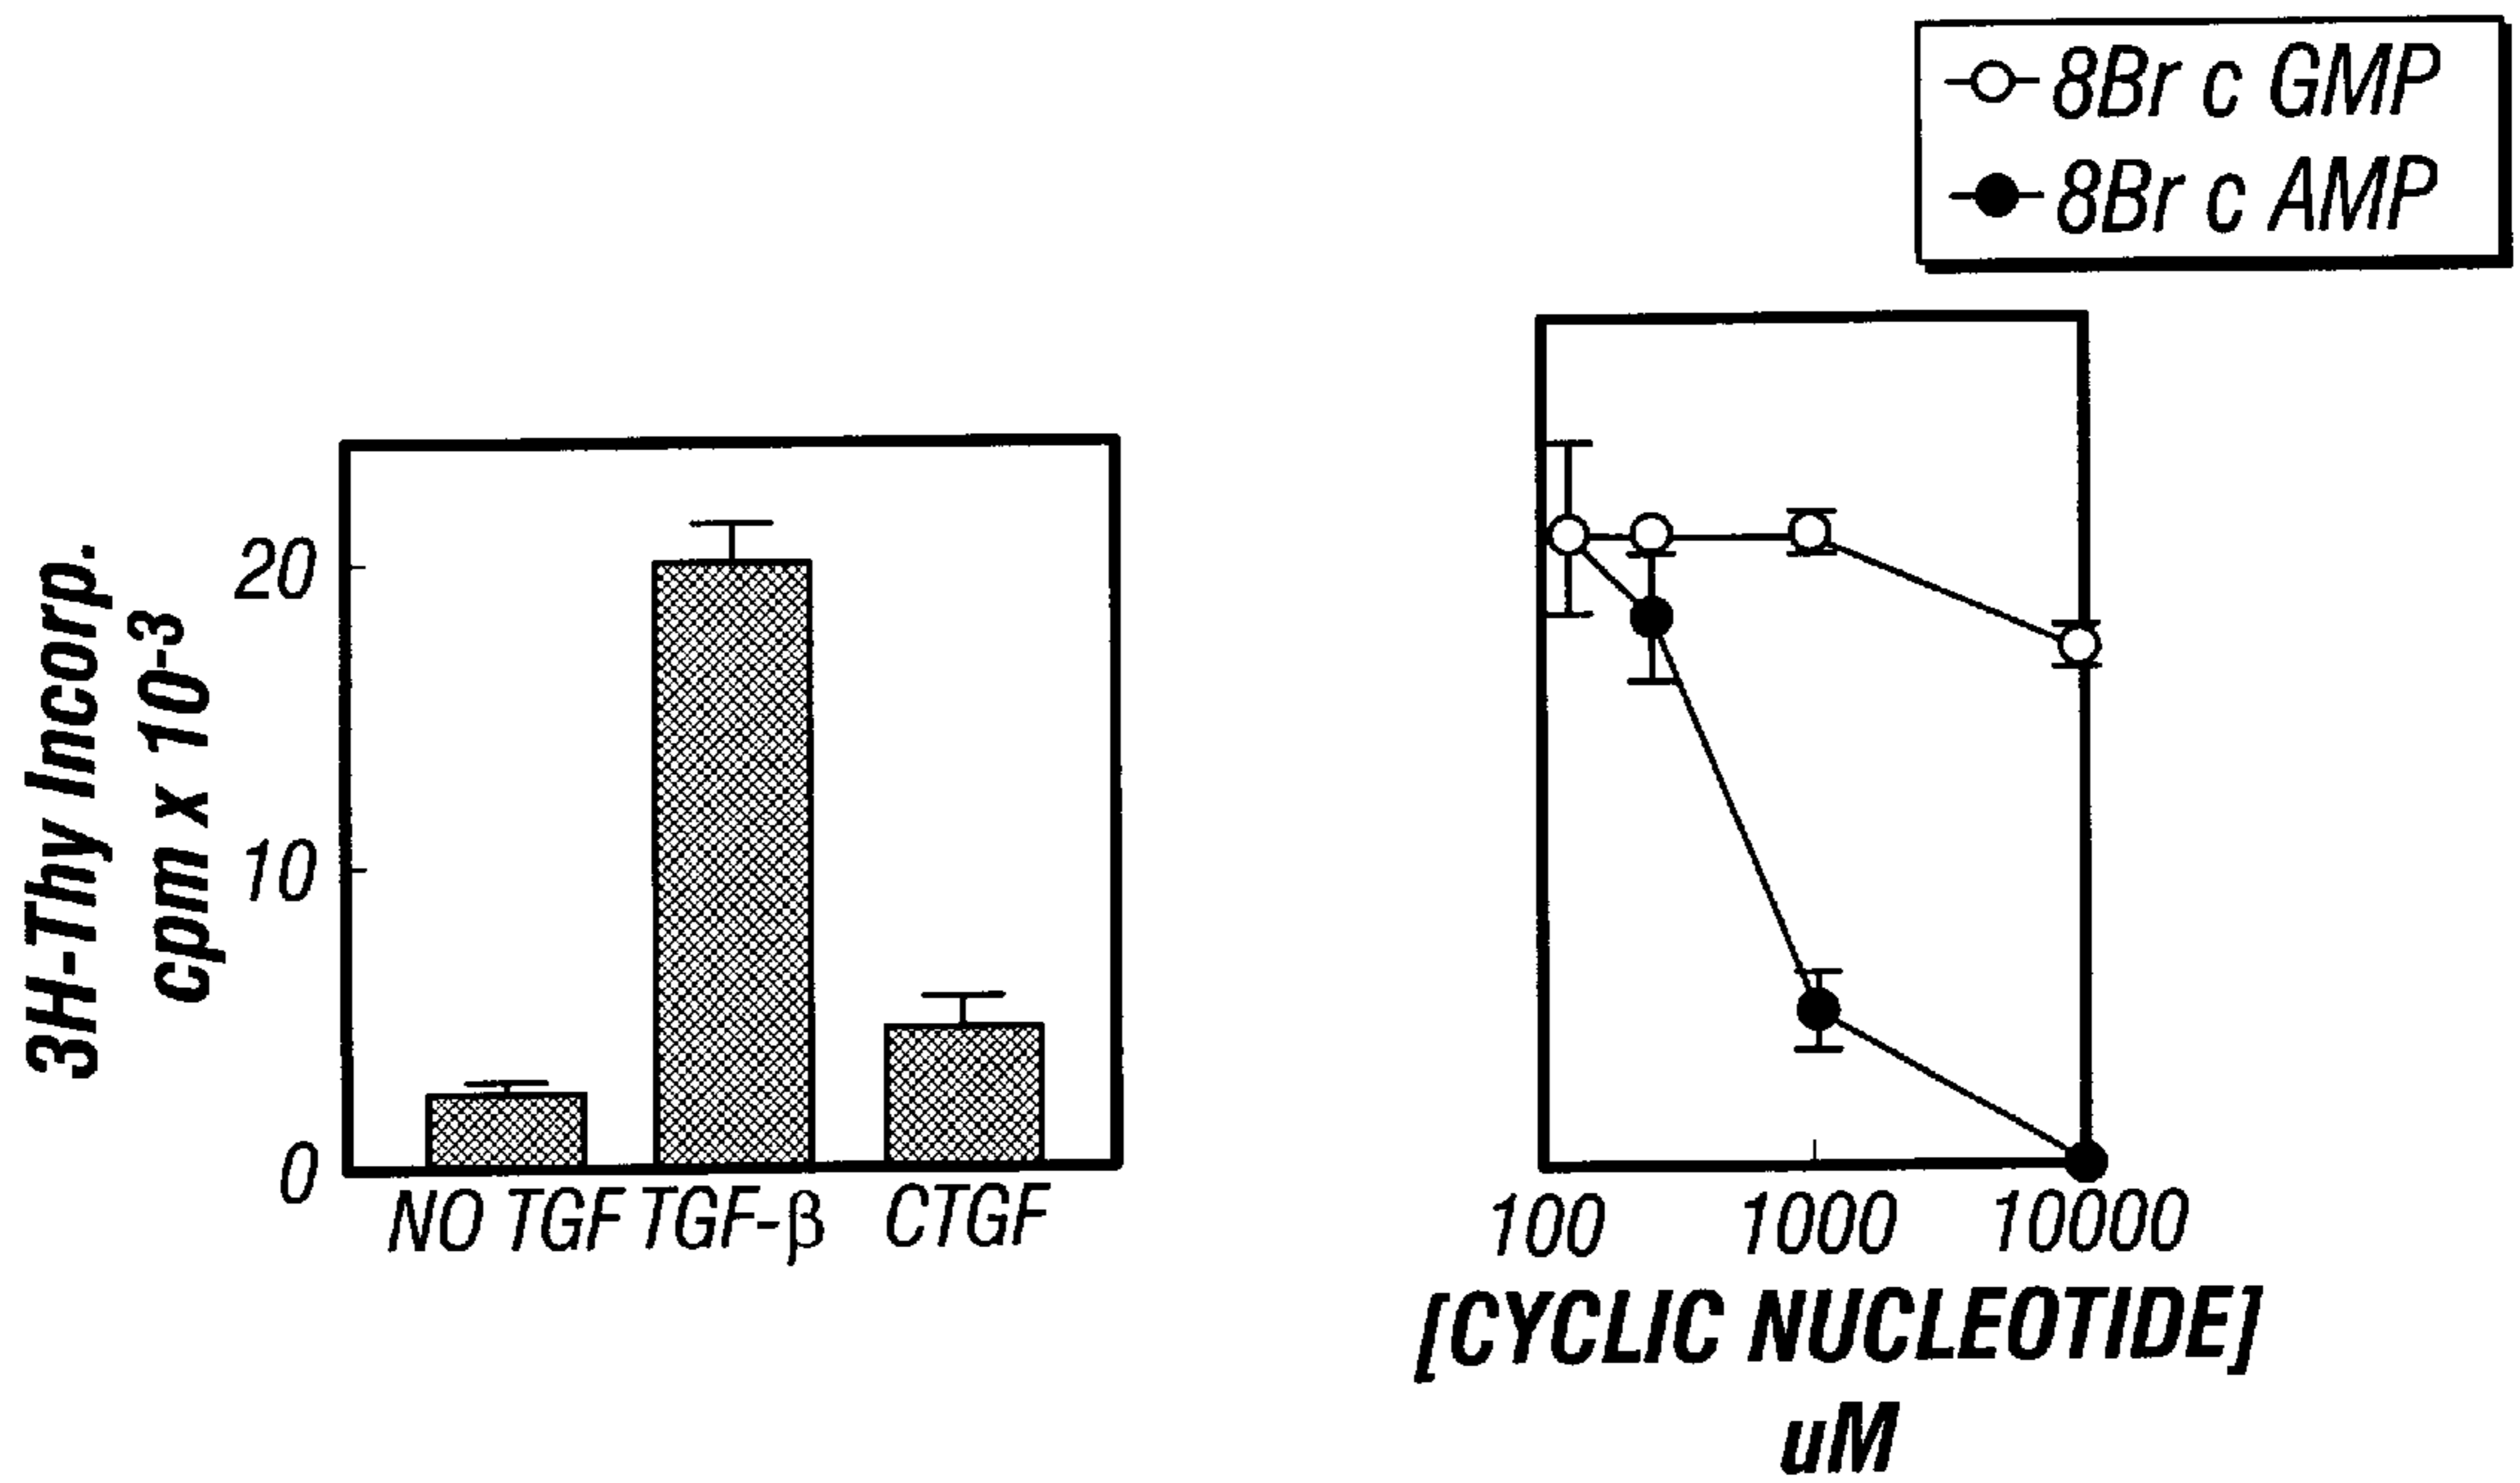 8Br c GMP
8Br c AMP
3H-Thy Incorp.
cpm x 10-3
20
10
0
NO TGF TGF-β CTGF
100 1000 10000
[CYCLIC NUCLEOTIDE]
uM